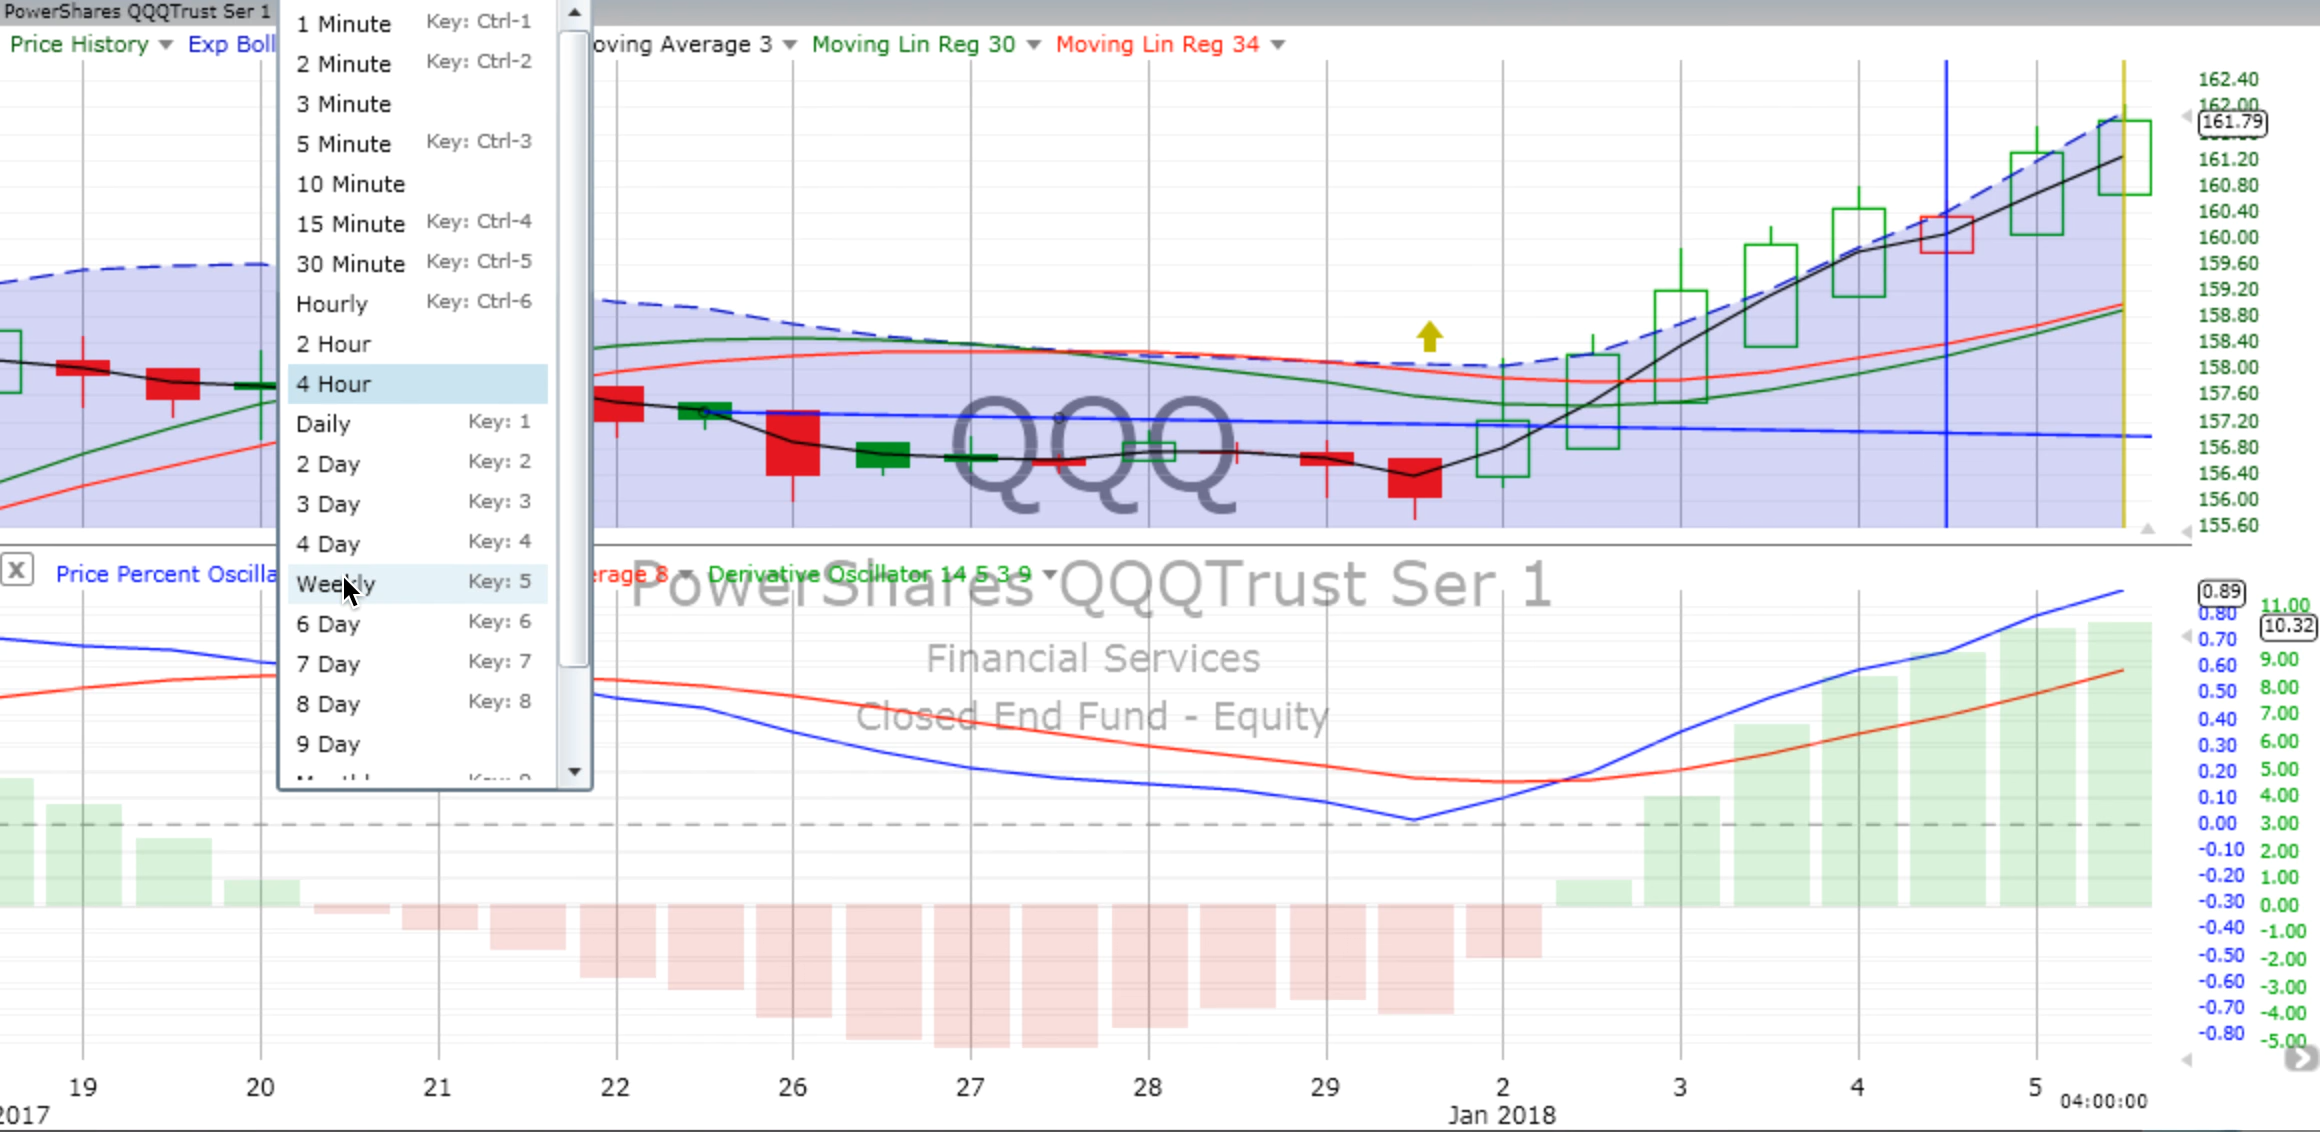 PowerShares QQQTrust Ser 1
Price History Exp Boll oving Average 3 Moving Lin Reg 30 Moving Lin Reg 34
1 Minute Key: Ctrl-1
2 Minute Key: Ctrl-2
3 Minute
5 Minute Key: Ctrl-3
10 Minute
15 Minute Key: Ctrl-4
30 Minute Key: Ctrl-5
Hourly Key: Ctrl-6
2 Hour
4 Hour
Daily Key: 1
2 Day Key: 2
3 Day Key: 3
4 Day Key: 4
Weekly Key: 5
6 Day Key: 6
7 Day Key: 7
8 Day Key: 8
9 Day
162.40
162.00
161.79
161.20
160.80
160.40
160.00
159.60
159.20
158.80
158.40
158.00
157.60
157.20
156.80
156.40
156.00
155.60
QQQ
X Price Percent Oscilla erage 8 Derivative Oscillator 14 5 3 9
PowerShares QQQTrust Ser 1
Financial Services
Closed End Fund - Equity
0.89
0.80 11.00
0.70 10.32
0.60 9.00
0.50 8.00
0.40 7.00
0.30 6.00
0.20 5.00
0.10 4.00
0.00 3.00
-0.10 2.00
-0.20 1.00
-0.30 0.00
-0.40 -1.00
-0.50 -2.00
-0.60 -3.00
-0.70 -4.00
-0.80 -5.00
19 20 21 22 26 27 28 29 2 3 4 5 04:00:00
2017 Jan 2018